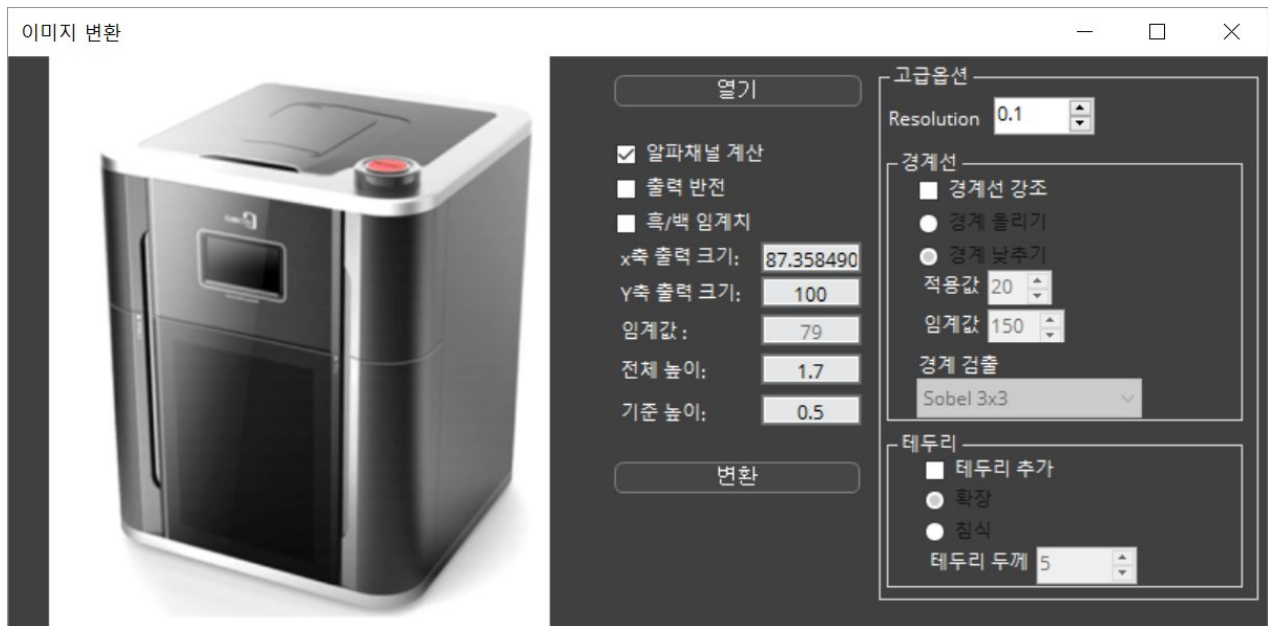 이미지 변환
열기
알파채널 계산
출력 반전
흑/백 임계치
x축 출력 크기: 87.358490
Y축 출력 크기: 100
임계값 : 79
전체 높이: 1.7
기준 높이: 0.5
변환
고급옵션
Resolution 0.1
경계선
경계선 강조
경계 올리기
경계 낮추기
적용값 20
임계값 150
경계 검출
Sobel 3x3
테두리
테두리 추가
확장
침식
테두리 두께 5